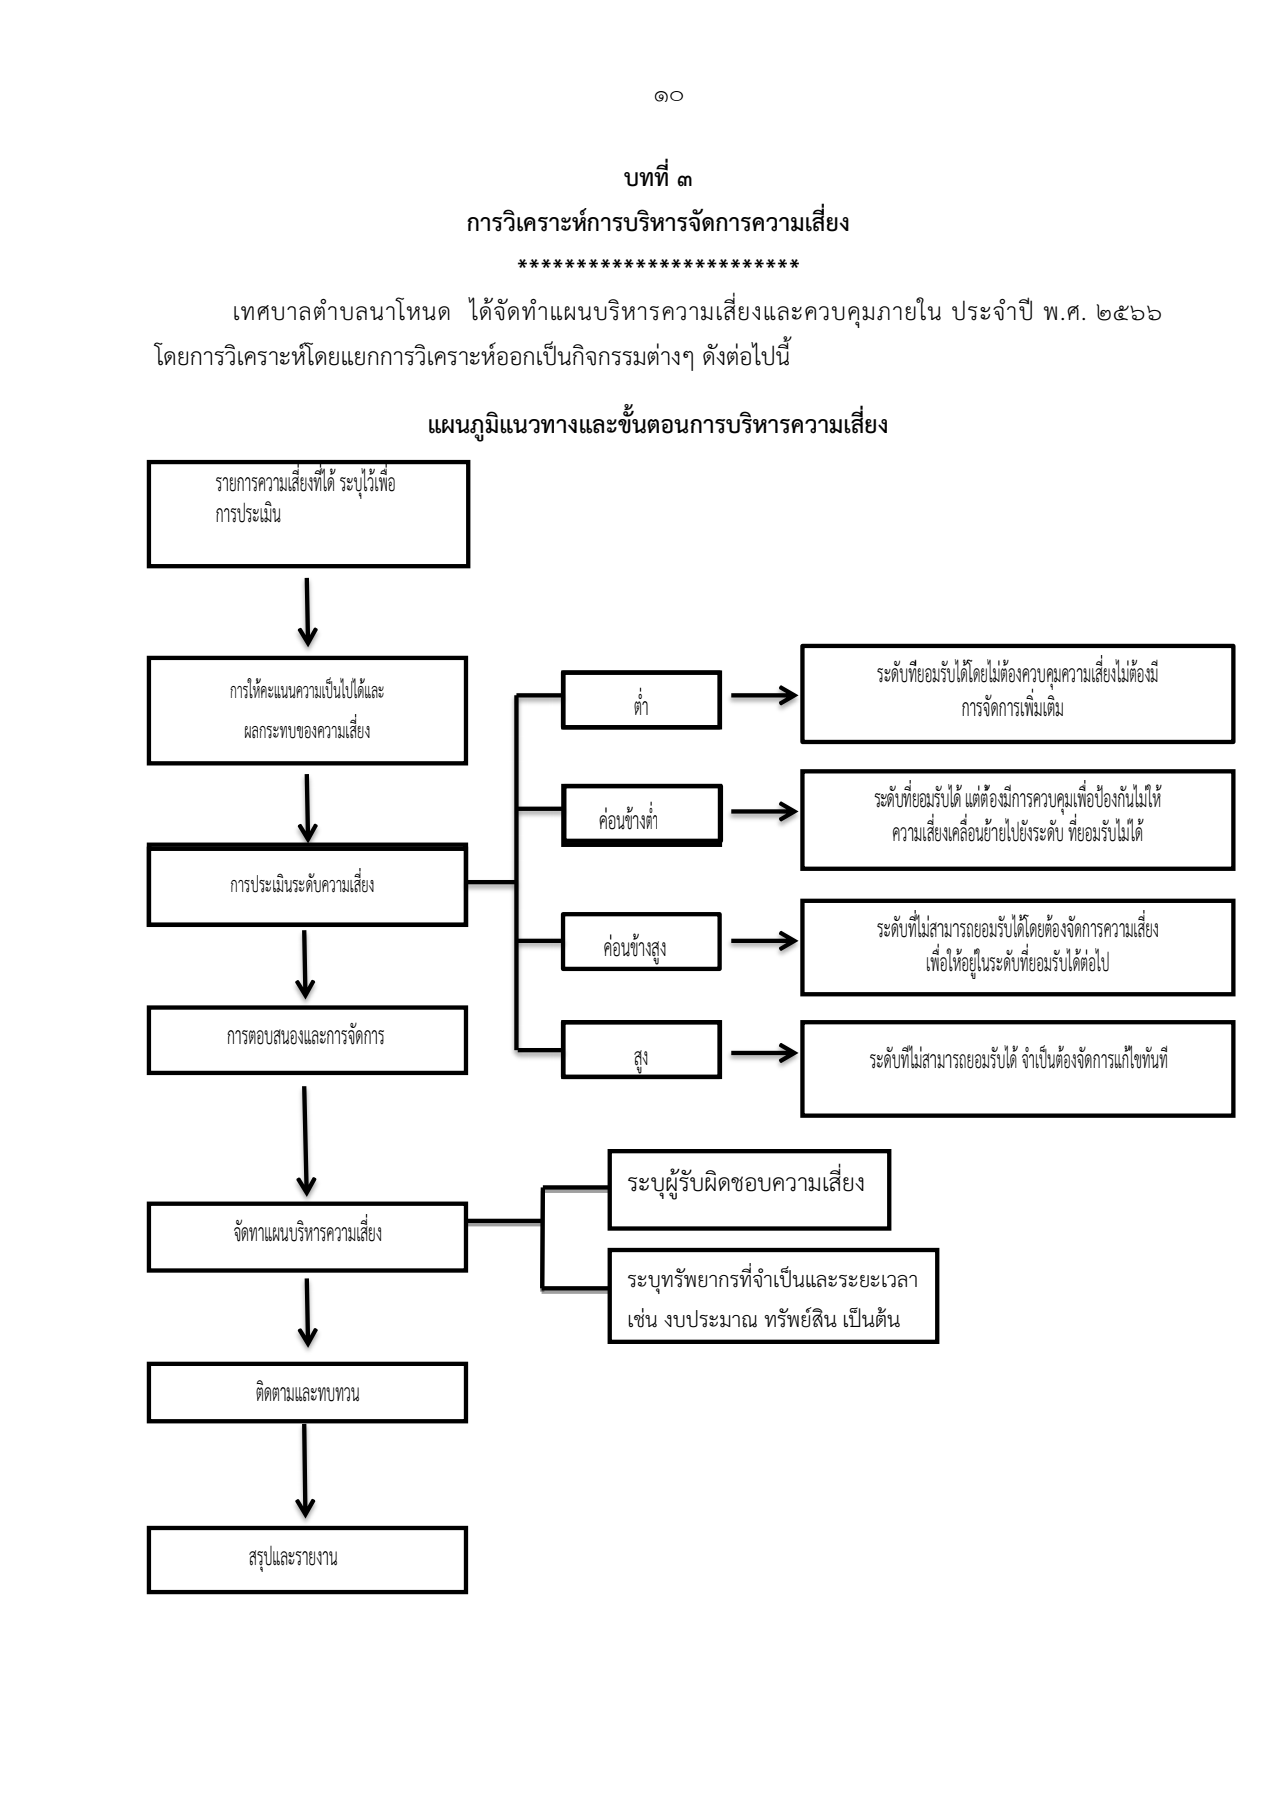 ๑๐
บทที่ ๓
การวิเคราะห์การบริหารจัดการความเสี่ยง
************************
เทศบาลตำบลนาโหนด ได้จัดทำแผนบริหารความเสี่ยงและควบคุมภายใน ประจำปี พ.ศ. ๒๕๖๖
โดยการวิเคราะห์โดยแยกการวิเคราะห์ออกเป็นกิจกรรมต่างๆ ดังต่อไปนี้
แผนภูมิแนวทางและขั้นตอนการบริหารความเสี่ยง
รายการความเสี่ยงที่ได้ ระบุไว้เพื่อ
การประเมิน
การให้คะแนนความเป็นไปได้และ
ผลกระทบของความเสี่ยง
การประเมินระดับความเสี่ยง
ต่ำ
ระดับที่ยอมรับได้โดยไม่ต้องควบคุมความเสี่ยงไม่ต้องมี
การจัดการเพิ่มเติม
ค่อนข้างต่ำ
ระดับที่ยอมรับได้ แต่ต้องมีการควบคุมเพื่อป้องกันไม่ให้
ความเสี่ยงเคลื่อนย้ายไปยังระดับ ที่ยอมรับไม่ได้
ค่อนข้างสูง
ระดับที่ไม่สามารถยอมรับได้โดยต้องจัดการความเสี่ยง
เพื่อให้อยู่ในระดับที่ยอมรับได้ต่อไป
สูง
ระดับที่ไม่สามารถยอมรับได้ จำเป็นต้องจัดการแก้ไขทันที
การตอบสนองและการจัดการ
จัดทาแผนบริหารความเสี่ยง
ระบุผู้รับผิดชอบความเสี่ยง
ระบุทรัพยากรที่จำเป็นและระยะเวลา
เช่น งบประมาณ ทรัพย์สิน เป็นต้น
ติดตามและทบทวน
สรุปและรายงาน